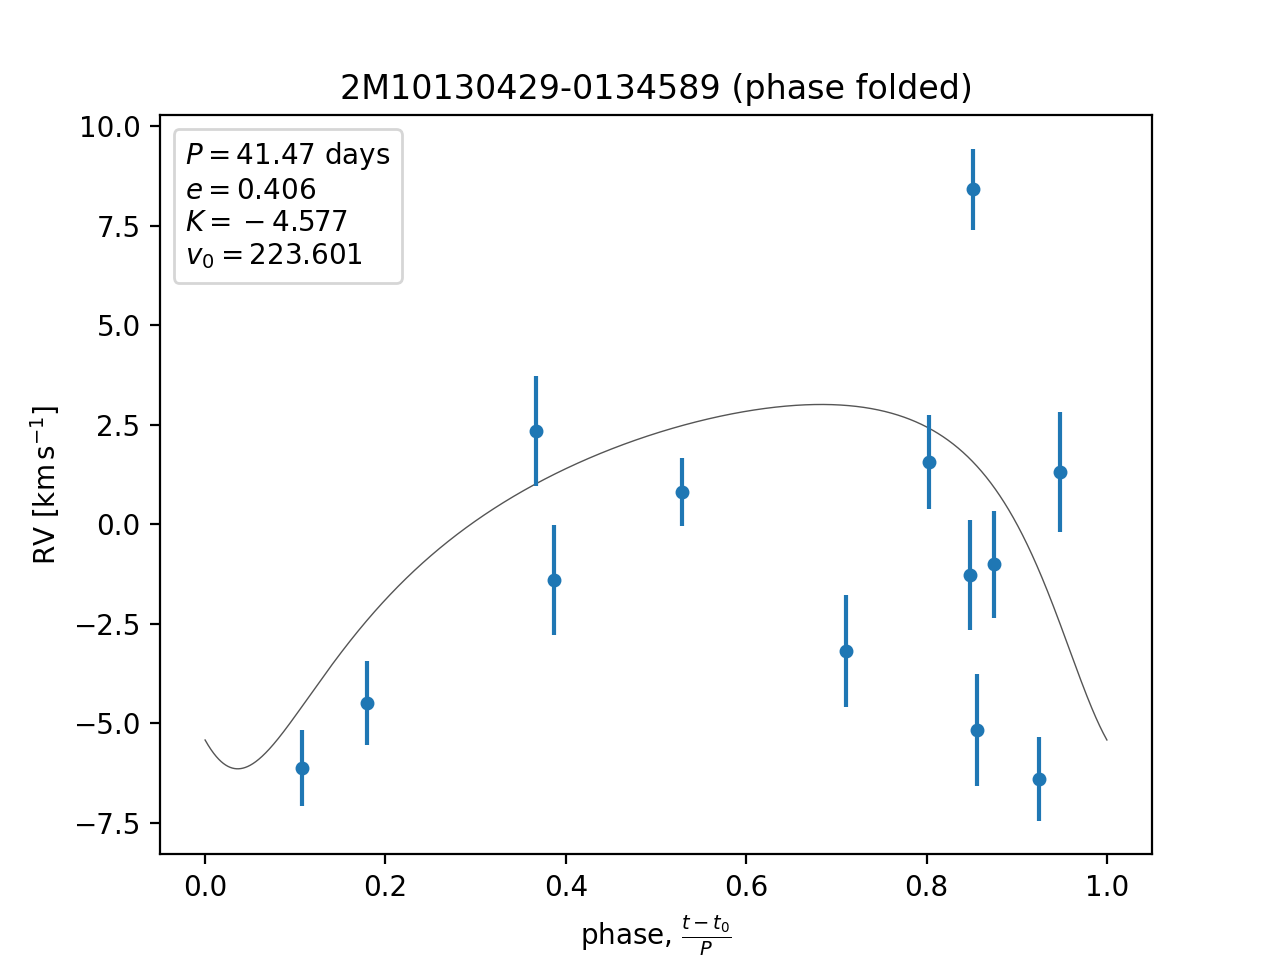 2M10130429-0134589 (phase folded)
P = 41.47 days
e = 0.406
K = −4.577
v₀ = 223.601
RV [km s⁻¹]
10.0
7.5
5.0
2.5
0.0
−2.5
−5.0
−7.5
0.0 0.2 0.4 0.6 0.8 1.0
phase, (t − t₀)/P